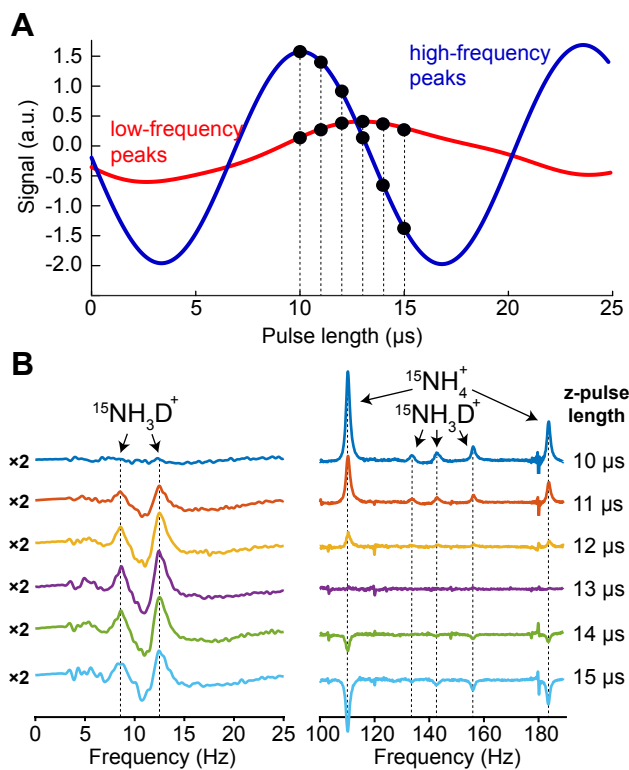 A
Signal (a.u.)
1.5
1.0
0.5
0.0
-0.5
-1.0
-1.5
-2.0
low-frequency
peaks
high-frequency
peaks
0 5 10 15 20 25
Pulse length (µs)
B
¹⁵NH₃D⁺
¹⁵NH₄⁺
¹⁵NH₃D⁺
z-pulse
length
×2 10 µs
×2 11 µs
×2 12 µs
×2 13 µs
×2 14 µs
×2 15 µs
0 5 10 15 20 25
Frequency (Hz)
100 120 140 160 180
Frequency (Hz)